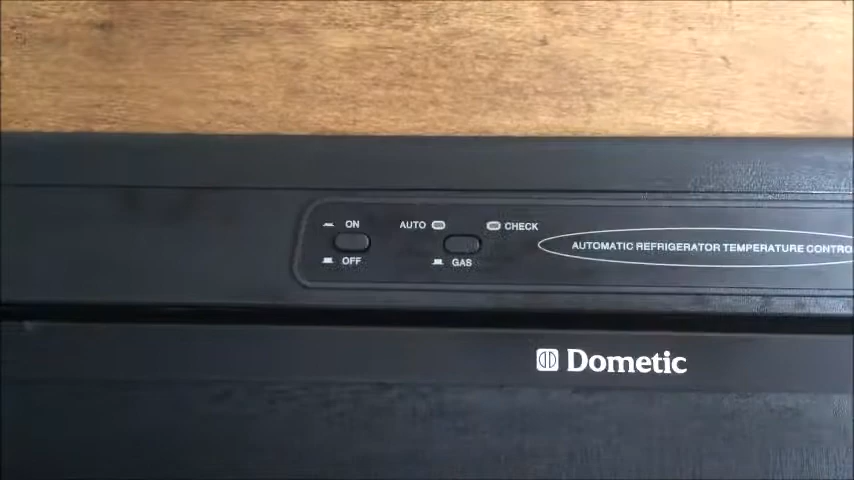 ON
OFF
AUTO
GAS
CHECK
AUTOMATIC REFRIGERATOR TEMPERATURE CONTRO
Dometic